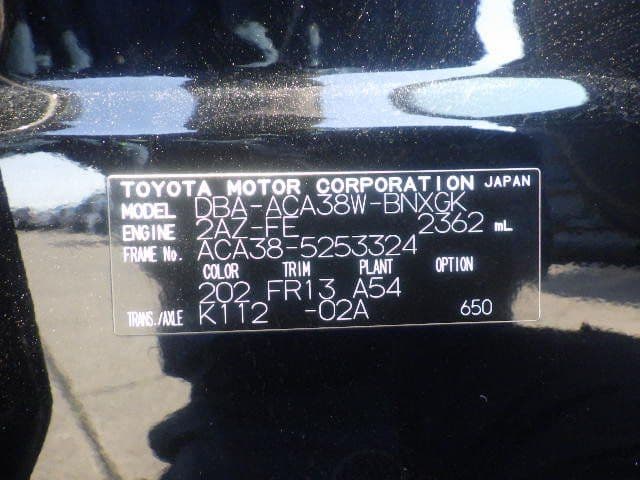 TOYOTA MOTOR CORPORATION JAPAN
MODEL DBA-ACA38W-BNXGK
ENGINE 2AZ-FE 2362 mL
FRAME No. ACA38-5253324
COLOR TRIM PLANT OPTION
202 FR13 A54
TRANS./AXLE K112 -02A 650